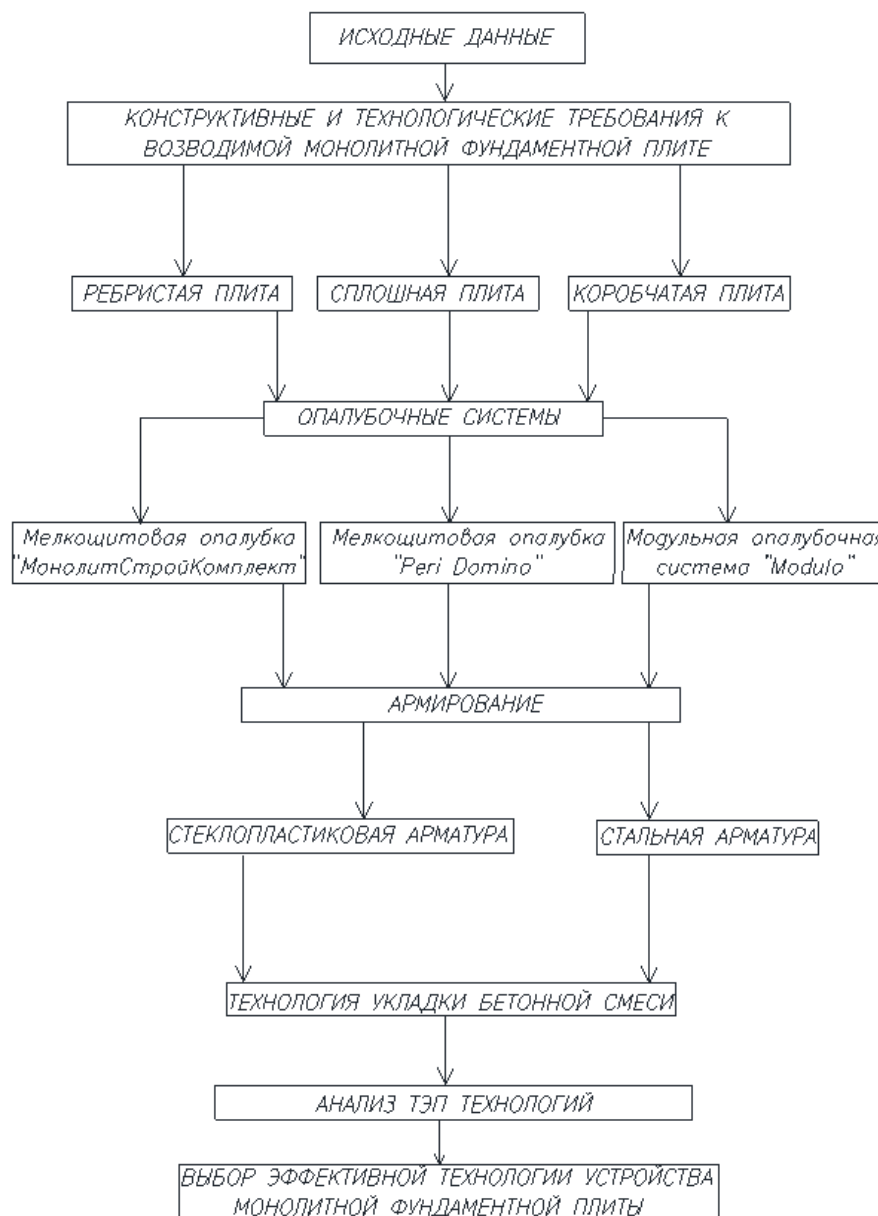 ИСХОДНЫЕ ДАННЫЕ
КОНСТРУКТИВНЫЕ И ТЕХНОЛОГИЧЕСКИЕ ТРЕБОВАНИЯ К
ВОЗВОДИМОЙ МОНОЛИТНОЙ ФУНДАМЕНТНОЙ ПЛИТЕ
РЕБРИСТАЯ ПЛИТА
СПЛОШНАЯ ПЛИТА
КОРОБЧАТАЯ ПЛИТА
ОПАЛУБОЧНЫЕ СИСТЕМЫ
Мелкощитовая опалубка
"МонолитСтройКомплект"
Мелкощитовая опалубка
"Peri Domino"
Модульная опалубочная
система "Modulo"
АРМИРОВАНИЕ
СТЕКЛОПЛАСТИКОВАЯ АРМАТУРА
СТАЛЬНАЯ АРМАТУРА
ТЕХНОЛОГИЯ УКЛАДКИ БЕТОННОЙ СМЕСИ
АНАЛИЗ ТЭП ТЕХНОЛОГИЙ
ВЫБОР ЭФФЕКТИВНОЙ ТЕХНОЛОГИИ УСТРОЙСТВА
МОНОЛИТНОЙ ФУНДАМЕНТНОЙ ПЛИТЫ